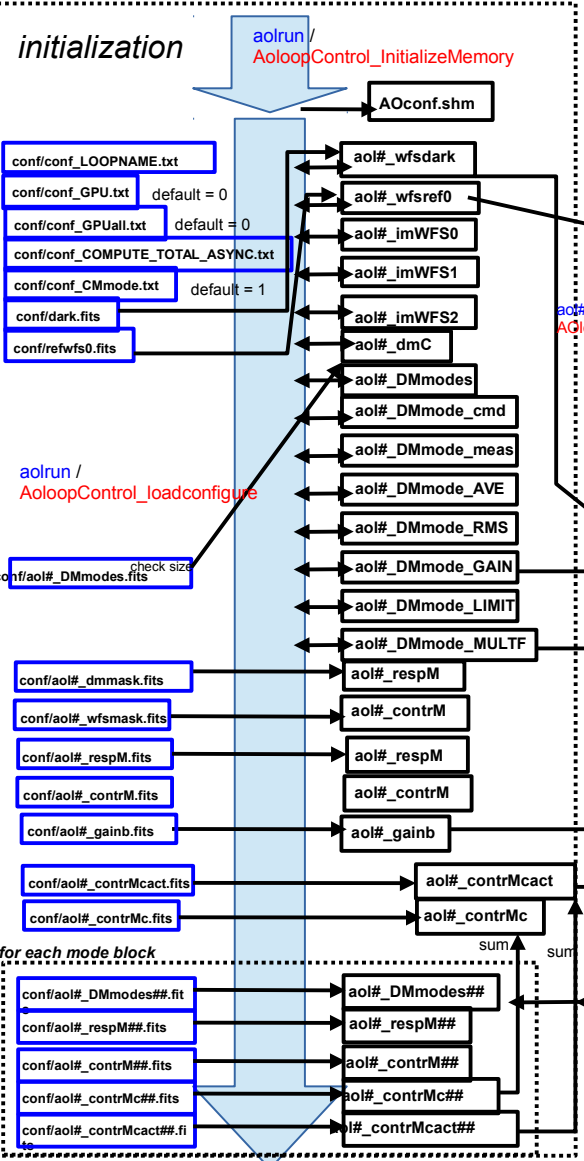 initialization
aolrun /
AoloopControl_InitializeMemory
AOconf.shm
conf/conf_LOOPNAME.txt
aol#_wfsdark
conf/conf_GPU.txt
default = 0
aol#_wfsref0
conf/conf_GPUall.txt
default = 0
aol#_imWFS0
conf/conf_COMPUTE_TOTAL_ASYNC.txt
aol#_imWFS1
conf/conf_CMmode.txt
default = 1
conf/dark.fits
aol#_imWFS2
aol#
conf/refwfs0.fits
aol#_dmC
aol#_DMmodes
aol#_DMmode_cmd
aol#_DMmode_meas
aolrun /
AoloopControl_loadconfigure
aol#_DMmode_AVE
aol#_DMmode_RMS
check size
conf/aol#_DMmodes.fits
aol#_DMmode_GAIN
aol#_DMmode_LIMIT
aol#_DMmode_MULTF
conf/aol#_dmmask.fits
aol#_respM
conf/aol#_wfsmask.fits
aol#_contrM
conf/aol#_respM.fits
aol#_respM
conf/aol#_contrM.fits
aol#_contrM
conf/aol#_gainb.fits
aol#_gainb
conf/aol#_contrMcact.fits
aol#_contrMcact
conf/aol#_contrMc.fits
aol#_contrMc
for each mode block
sum
sum
conf/aol#_DMmodes##.fit
s
aol#_DMmodes##
conf/aol#_respM##.fits
aol#_respM##
conf/aol#_contrM##.fits
aol#_contrM##
conf/aol#_contrMc##.fits
aol#_contrMc##
conf/aol#_contrMcact##.fi
ts
aol#_contrMcact##